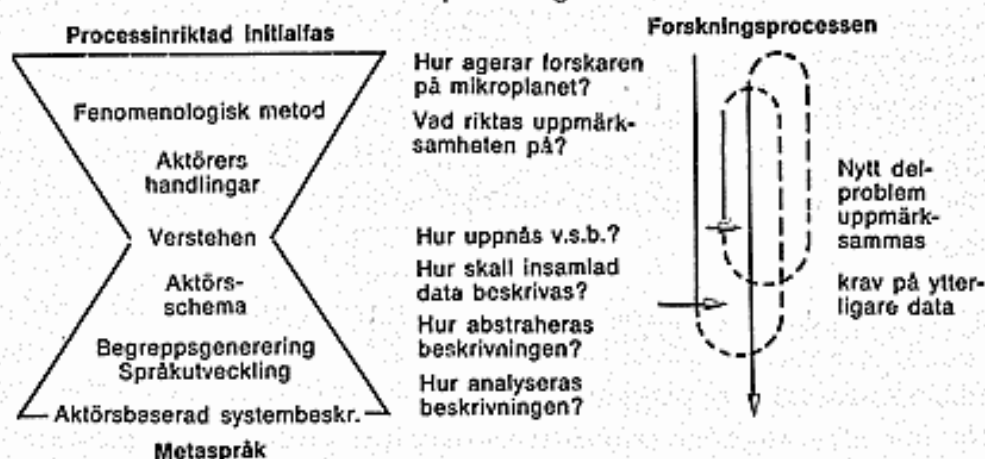 Processinriktad initialfas
Fenomenologisk metod
Aktörers
handlingar
Verstehen
Aktörs-
schema
Begreppsgenerering
Språkutveckling
Aktörsbaserad systembeskr.
Metaspråk
Hur agerar forskaren
på mikroplanet?
Vad riktas uppmärk-
samheten på?
Hur uppnås v.s.b.?
Hur skall insamlad
data beskrivas?
Hur abstraheras
beskrivningen?
Hur analyseras
beskrivningen?
Forskningsprocessen
Nytt del-
problem
uppmärk-
sammas
krav på ytter-
ligare data